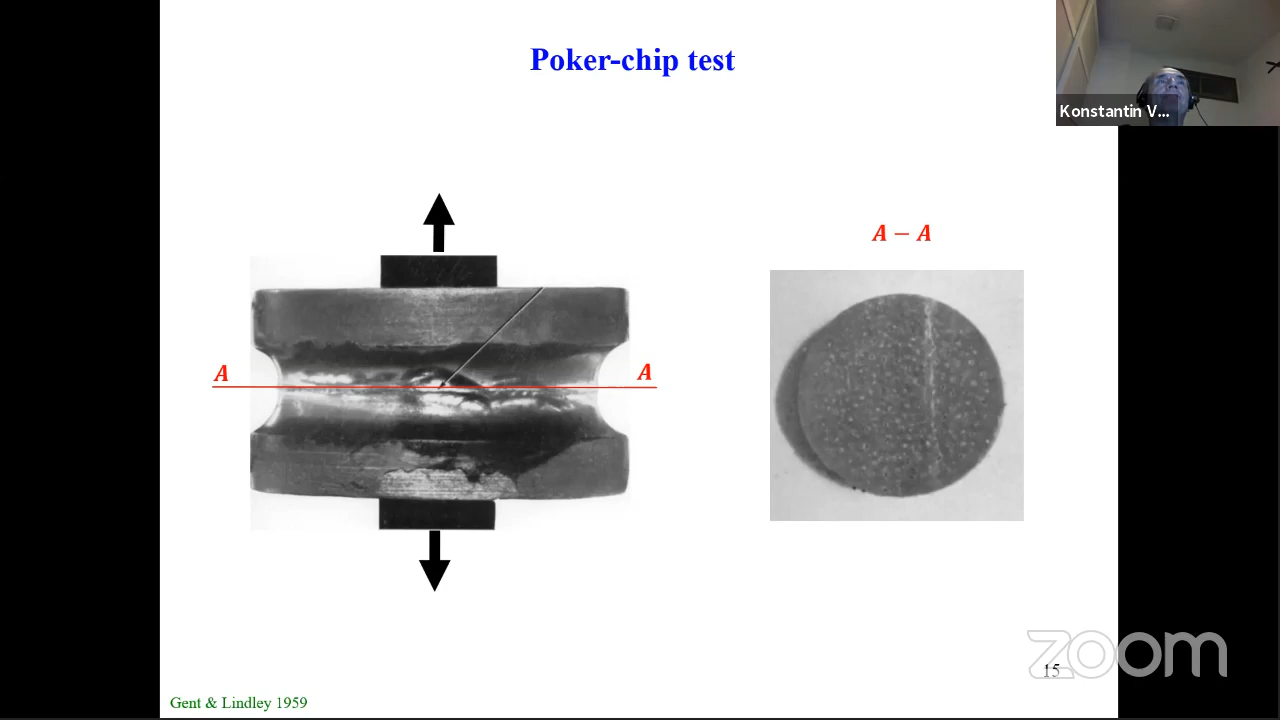 Poker-chip test
Konstantin V...
A – A
A
A
zoom
15
Gent & Lindley 1959